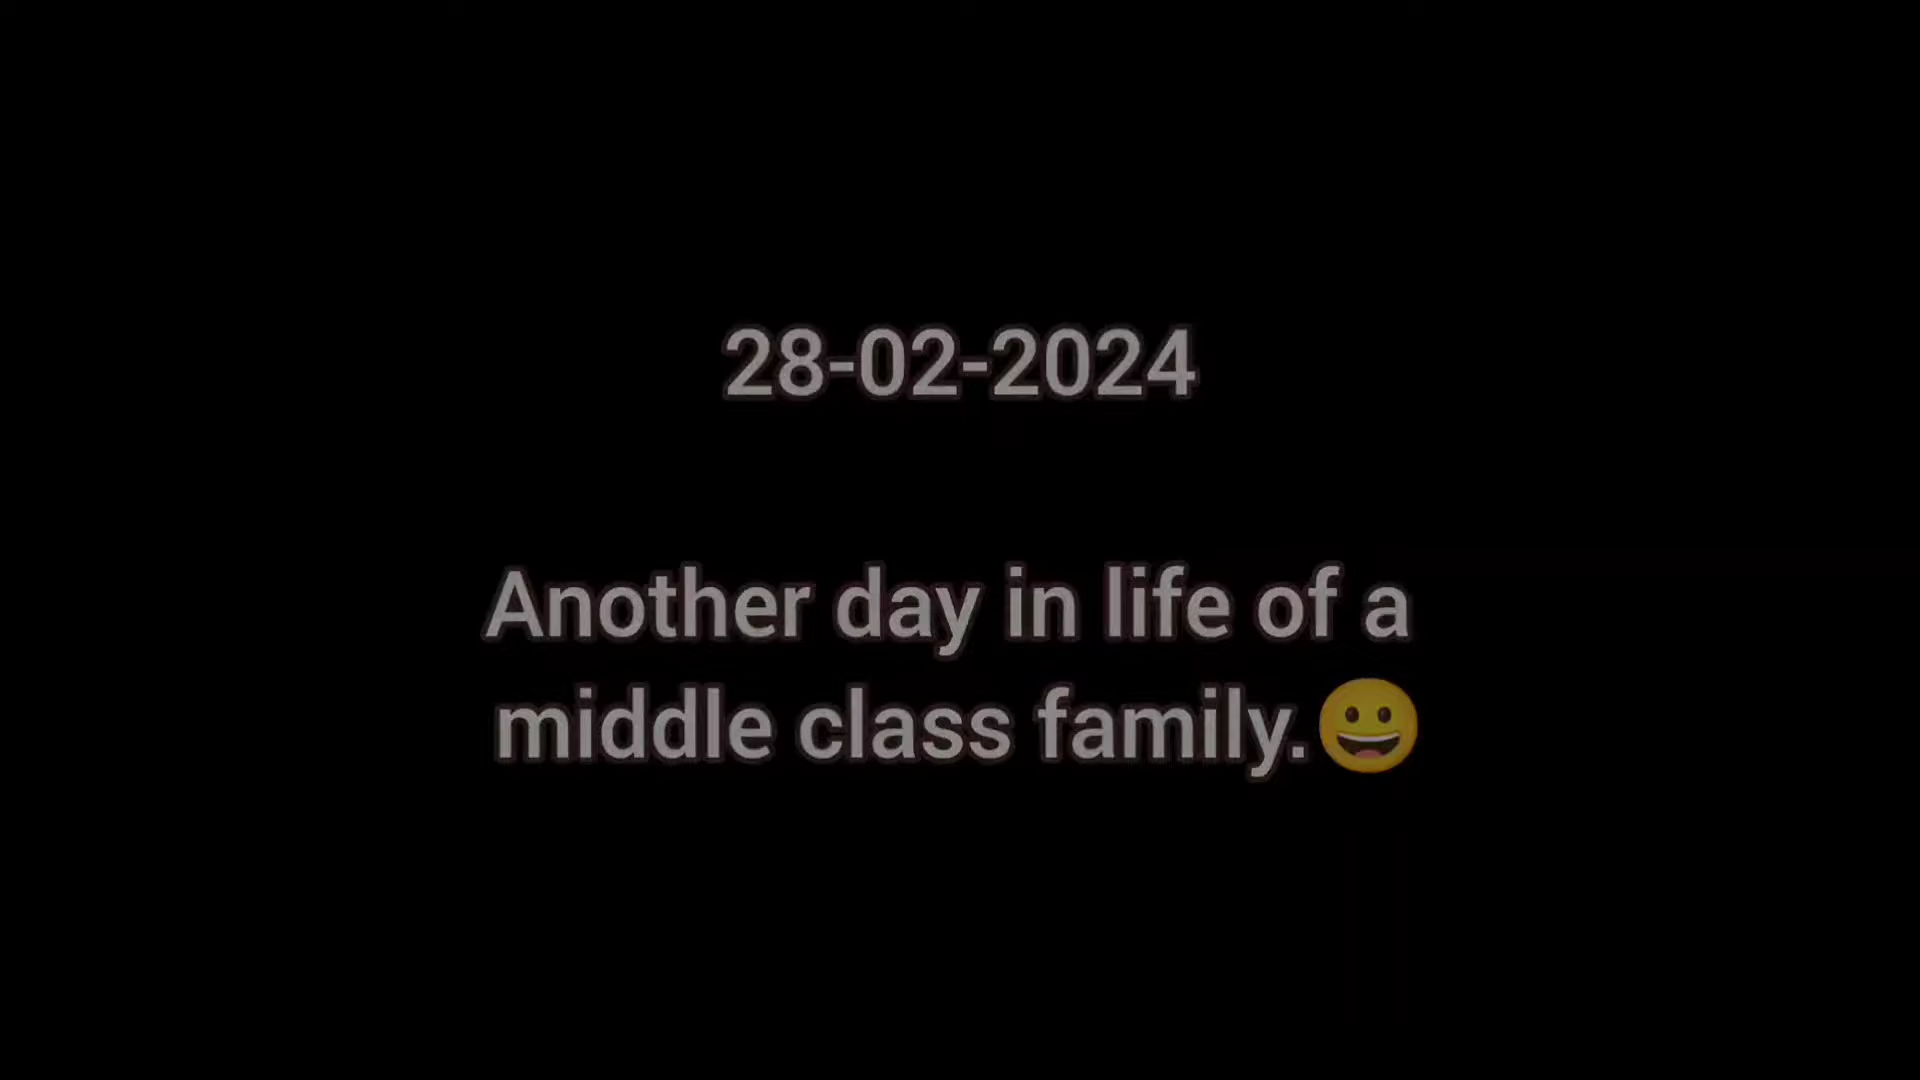 28-02-2024
Another day in life of a
middle class family.😀